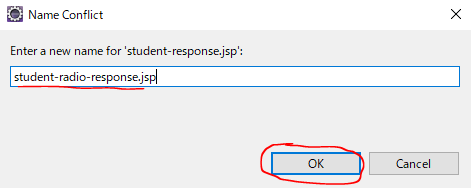 Name Conflict
Enter a new name for 'student-response.jsp':
student-radio-response.jsp
OK
Cancel